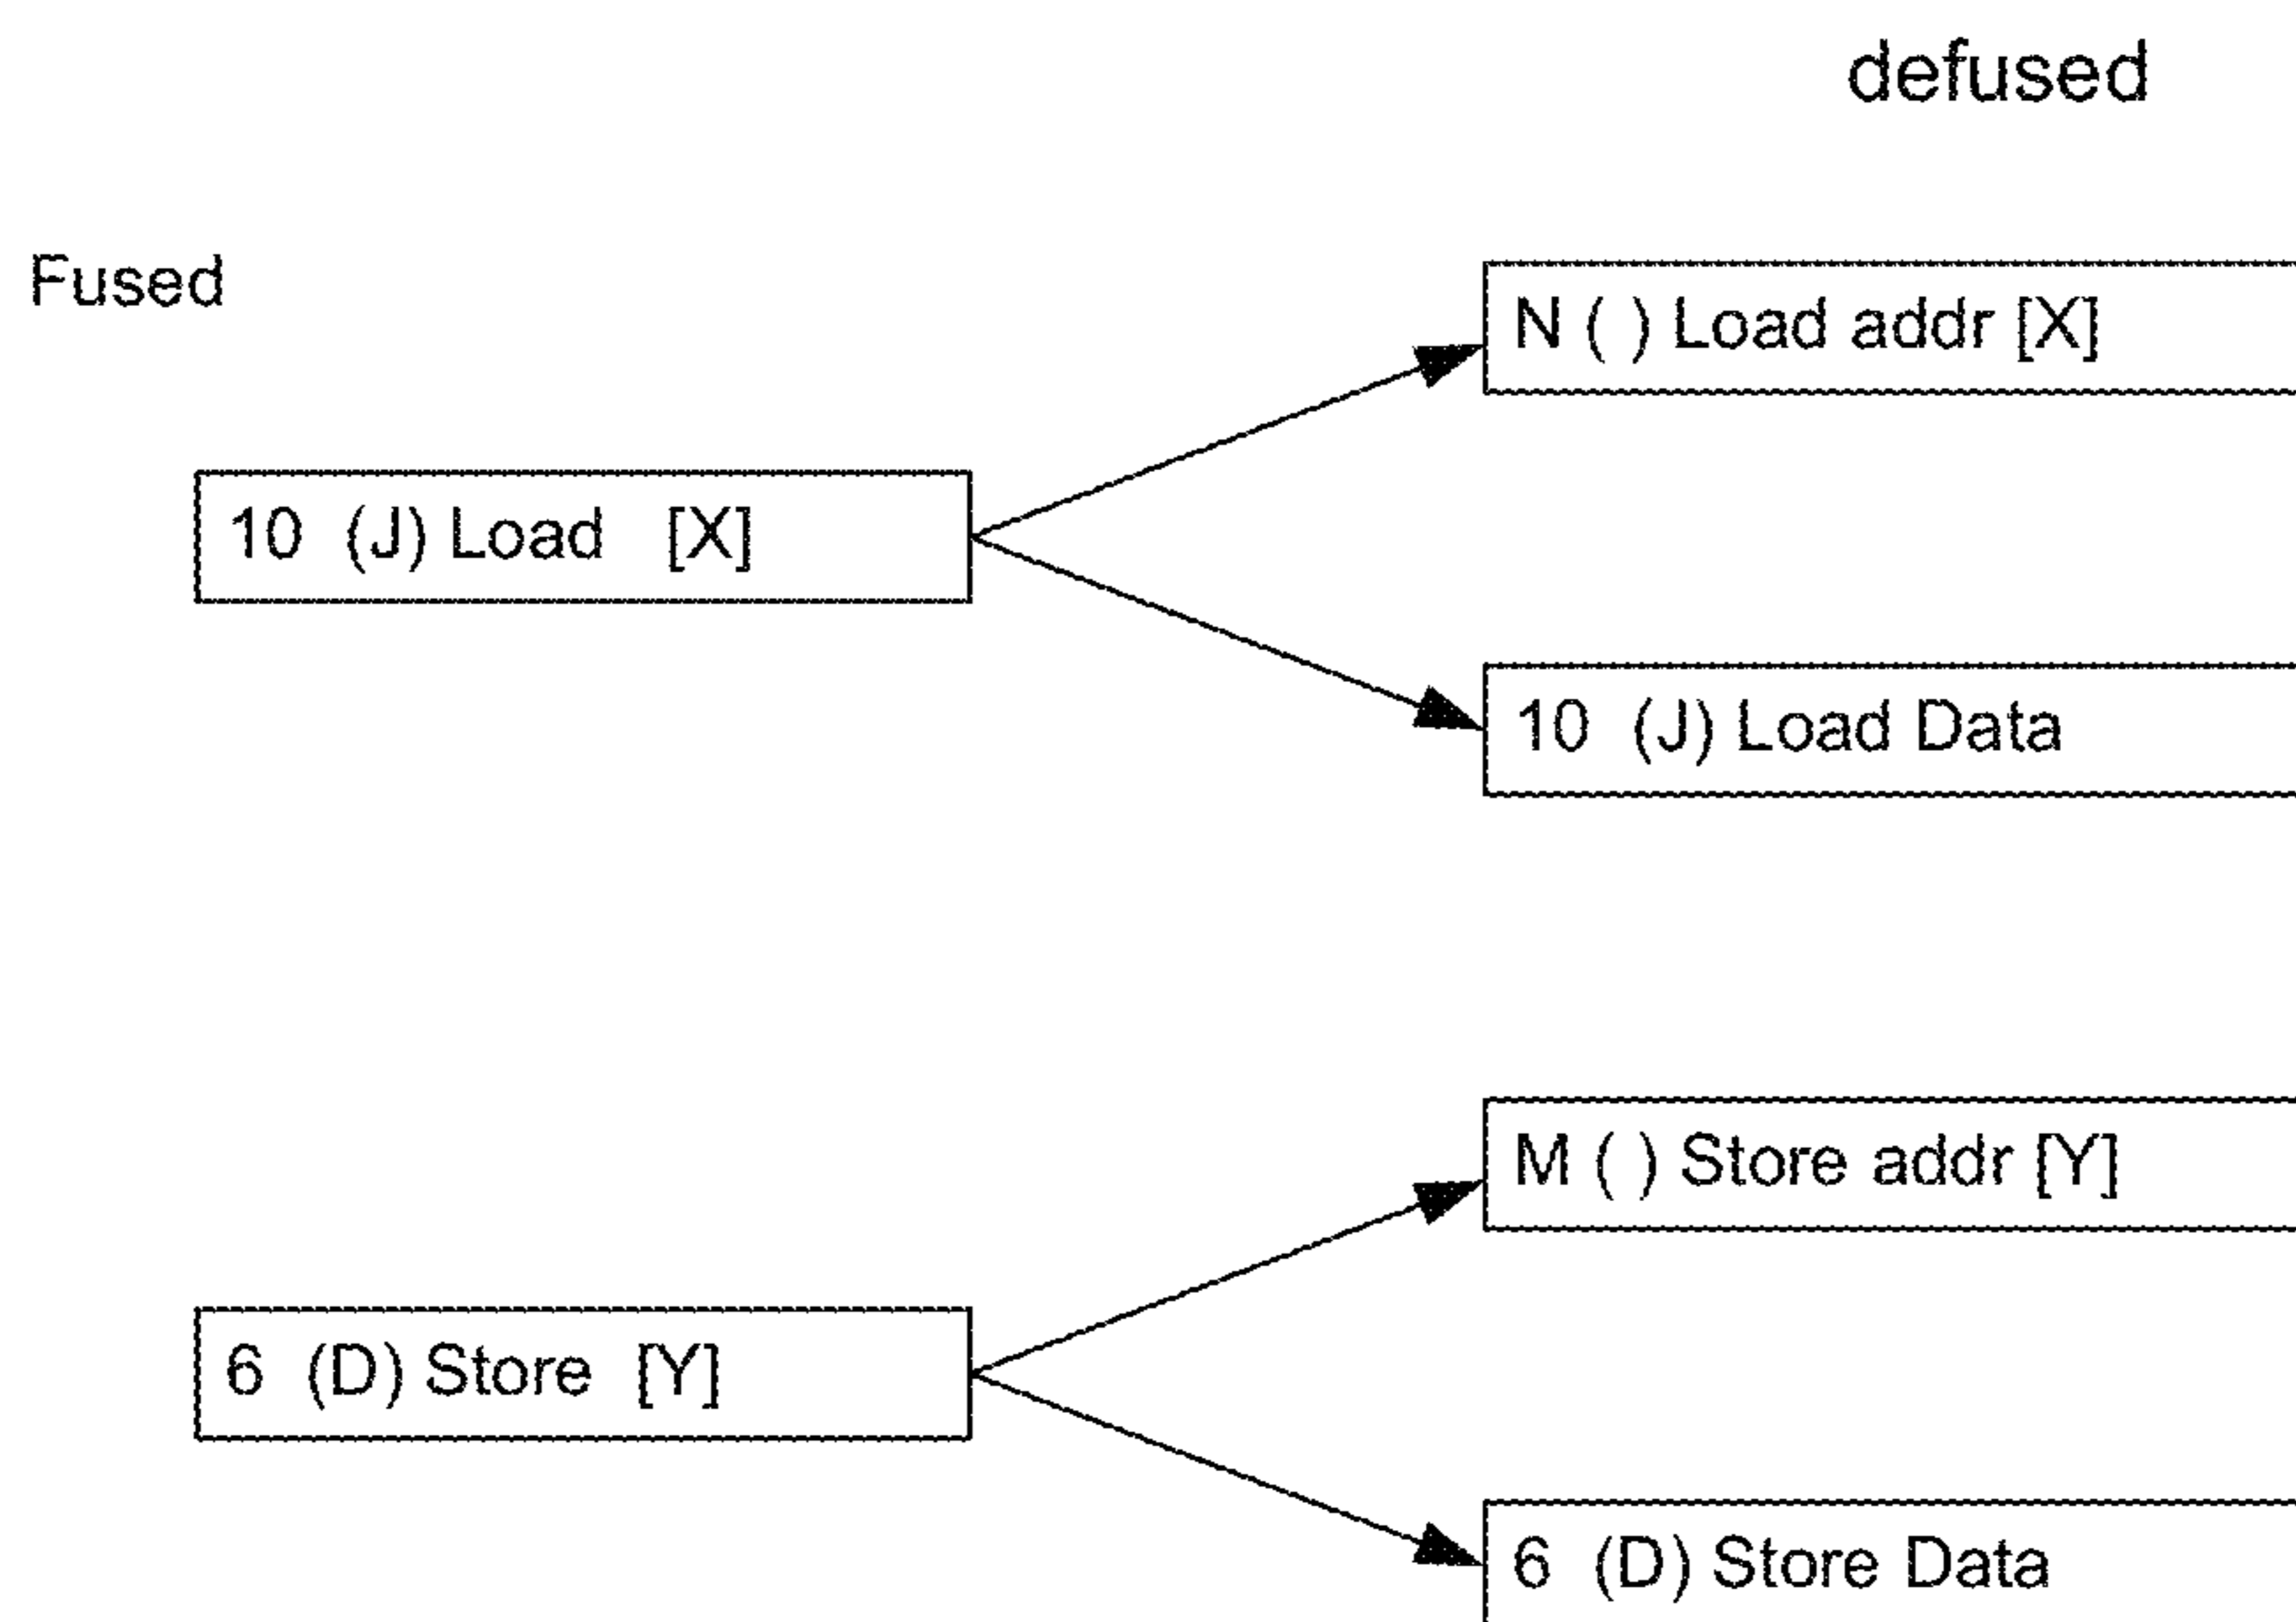 defused
Fused
N ( ) Load addr [X]
10 (J) Load [X]
10 (J) Load Data
M ( ) Store addr [Y]
6 (D) Store [Y]
6 (D) Store Data